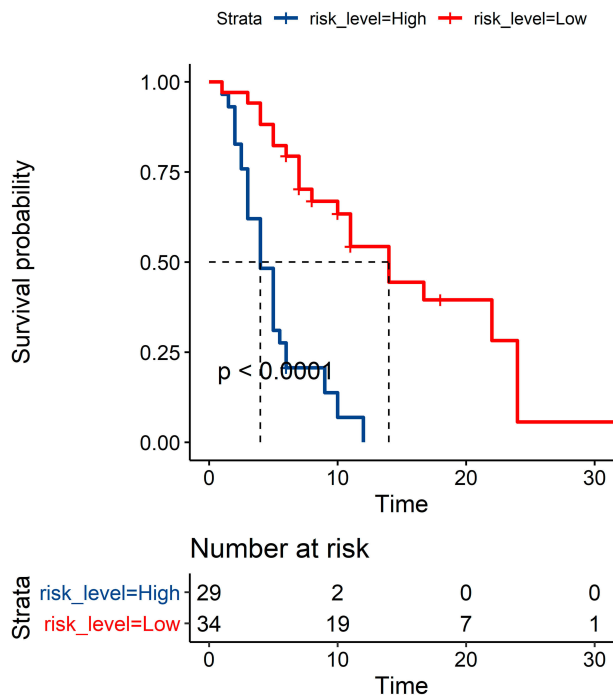 Strata risk_level=High risk_level=Low
1.00
0.75
0.50
0.25
0.00
Survival probability
p < 0.0001
0 10 20 30
Time
Number at risk
Strata
risk_level=High 29 2 0 0
risk_level=Low 34 19 7 1
0 10 20 30
Time